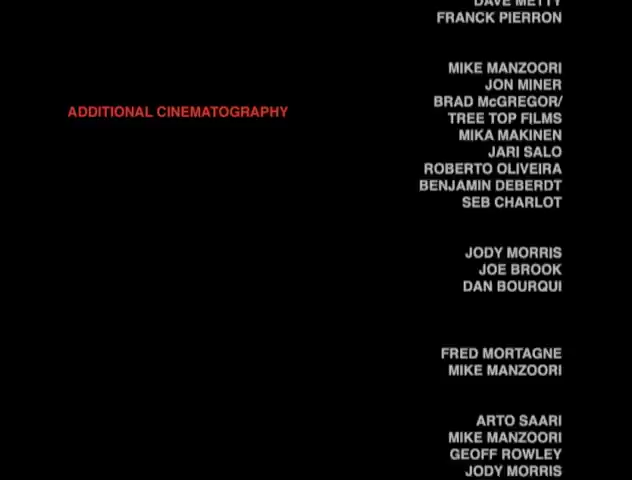 DAVE METTY
FRANCK PIERRON
MIKE MANZOORI
JON MINER
ADDITIONAL CINEMATOGRAPHY
BRAD McGREGOR/
TREE TOP FILMS
MIKA MAKINEN
JARI SALO
ROBERTO OLIVEIRA
BENJAMIN DEBERDT
SEB CHARLOT
JODY MORRIS
JOE BROOK
DAN BOURQUI
FRED MORTAGNE
MIKE MANZOORI
ARTO SAARI
MIKE MANZOORI
GEOFF ROWLEY
JODY MORRIS